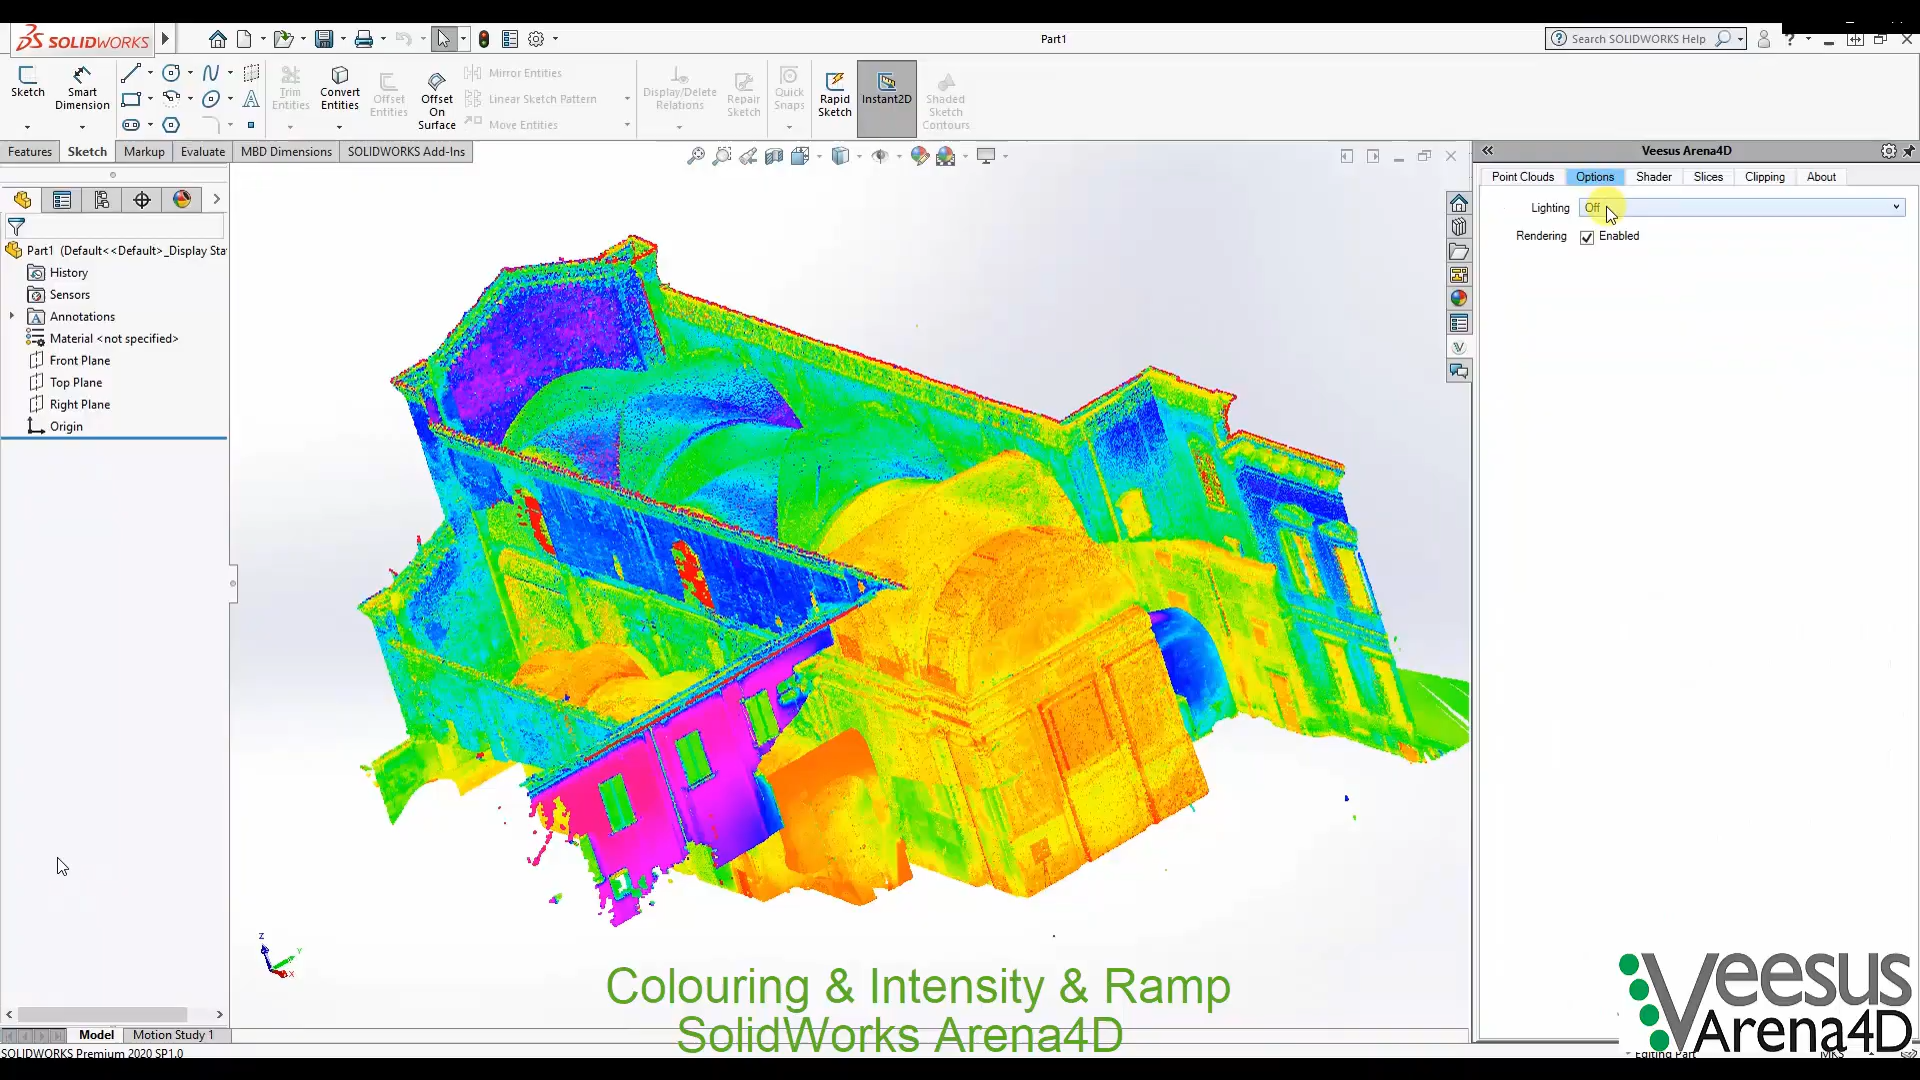 SOLIDWORKS
Part1
Search SOLIDWORKS Help
Sketch
Smart Dimension
Trim Entities
Convert Entities
Offset Entities
Offset On Surface
Mirror Entities
Linear Sketch Pattern
Move Entities
Display/Delete Relations
Repair Sketch
Quick Snaps
Rapid Sketch
Instant2D
Shaded Sketch Contours
Features
Sketch
Markup
Evaluate
MBD Dimensions
SOLIDWORKS Add-Ins
Veesus Arena4D
Point Clouds
Options
Shader
Slices
Clipping
About
Lighting
Off
Rendering
Enabled
Part1 (Default<<Default>_Display Sta
History
Sensors
Annotations
Material <not specified>
Front Plane
Top Plane
Right Plane
Origin
Z
Y
X
Colouring & Intensity & Ramp
SolidWorks Arena4D
Veesus
Arena4D
Model
Motion Study 1
SOLIDWORKS Premium 2020 SP1.0
Editing Part
MKS